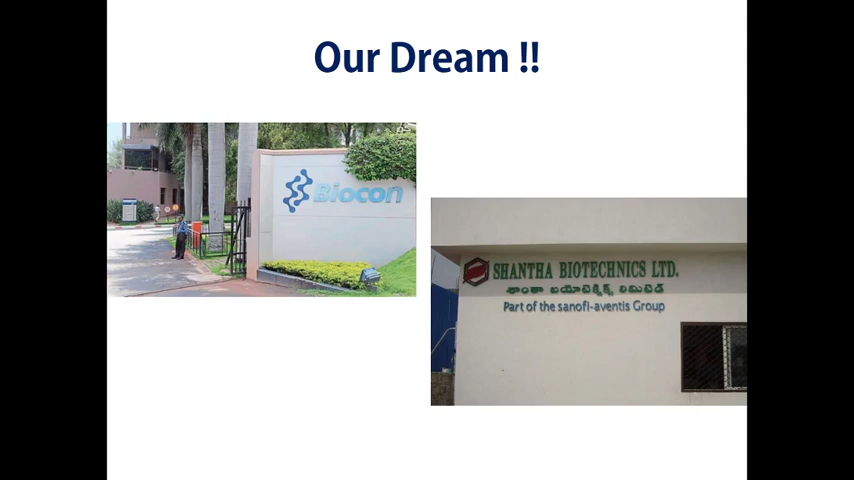 Our Dream !!
Biocon
SHANTHA BIOTECHNICS LTD.
శాంతా బయోటెక్నిక్స్ లిమిటెడ్
Part of the sanofi-aventis Group